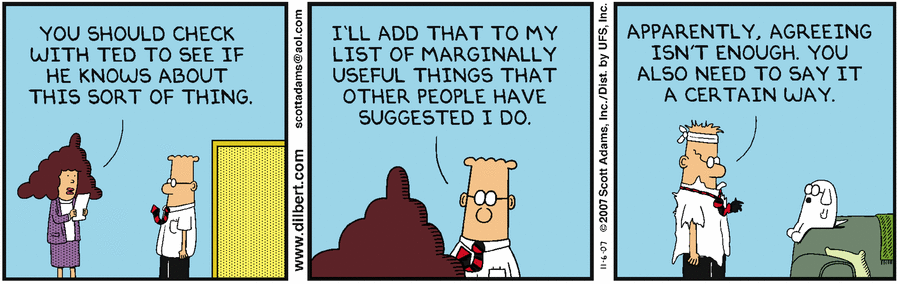 YOU SHOULD CHECK
WITH TED TO SEE IF
HE KNOWS ABOUT
THIS SORT OF THING.
www.dilbert.com scottadams@aol.com
I'LL ADD THAT TO MY
LIST OF MARGINALLY
USEFUL THINGS THAT
OTHER PEOPLE HAVE
SUGGESTED I DO.
11-6-07 ©2007 Scott Adams, Inc./Dist. by UFS, Inc.
APPARENTLY, AGREEING
ISN'T ENOUGH. YOU
ALSO NEED TO SAY IT
A CERTAIN WAY.